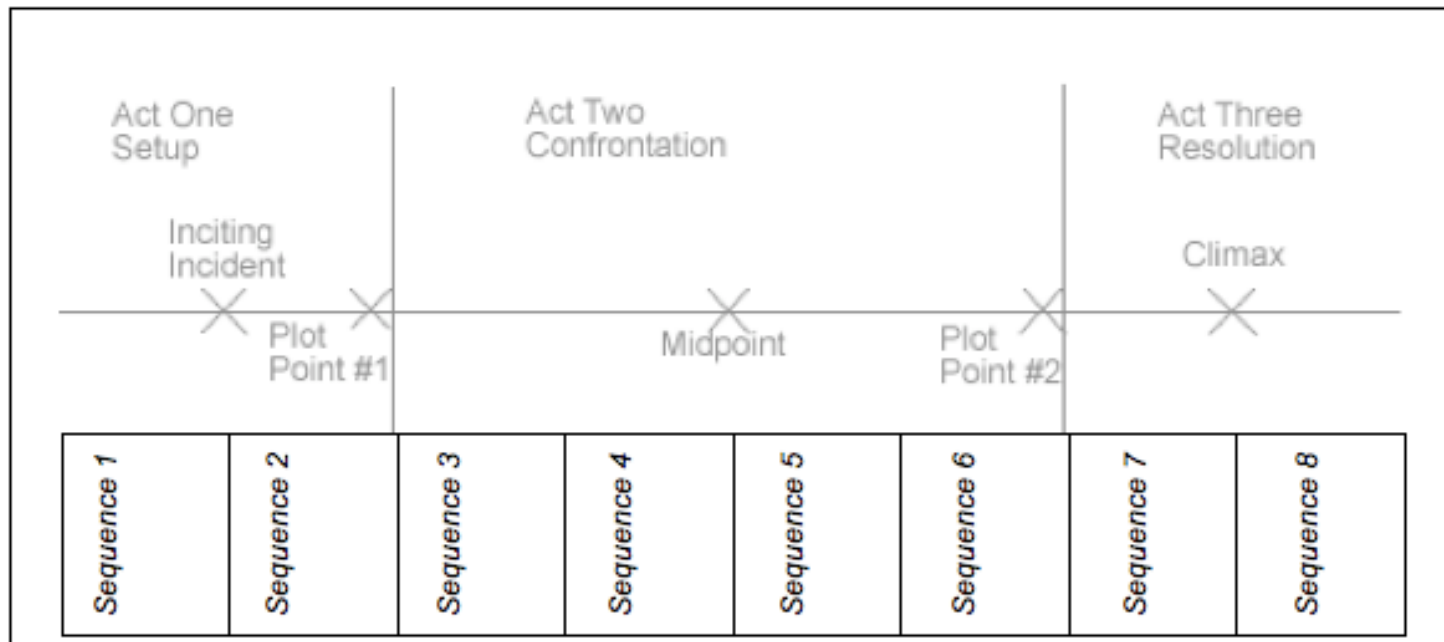 Act One
Setup
Act Two
Confrontation
Act Three
Resolution
Inciting
Incident
Plot
Point #1
Midpoint
Plot
Point #2
Climax
Sequence 1
Sequence 2
Sequence 3
Sequence 4
Sequence 5
Sequence 6
Sequence 7
Sequence 8